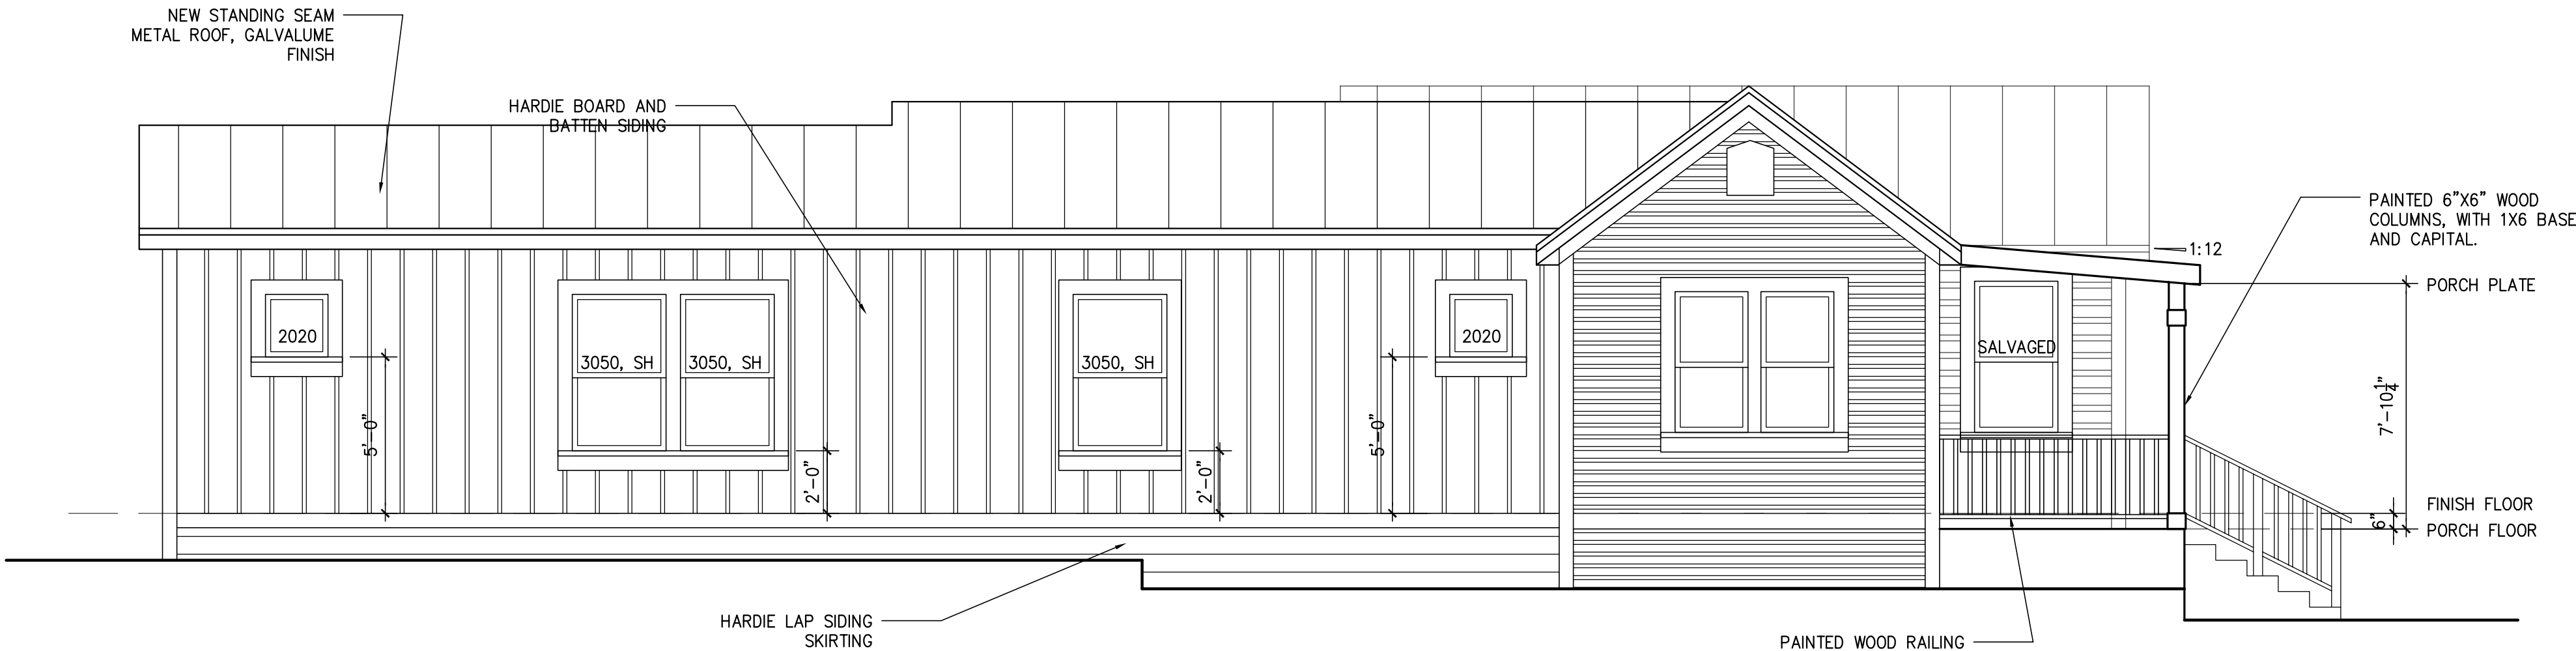 NEW STANDING SEAM
METAL ROOF, GALVALUME
FINISH
HARDIE BOARD AND
BATTEN SIDING
PAINTED 6"X6" WOOD
COLUMNS, WITH 1X6 BASE
AND CAPITAL.
1:12
PORCH PLATE
2020
3050, SH
3050, SH
3050, SH
2020
SALVAGED
5'-0"
2'-0"
2'-0"
5'-0"
7'-10 1/4"
FINISH FLOOR
6"
PORCH FLOOR
HARDIE LAP SIDING
SKIRTING
PAINTED WOOD RAILING